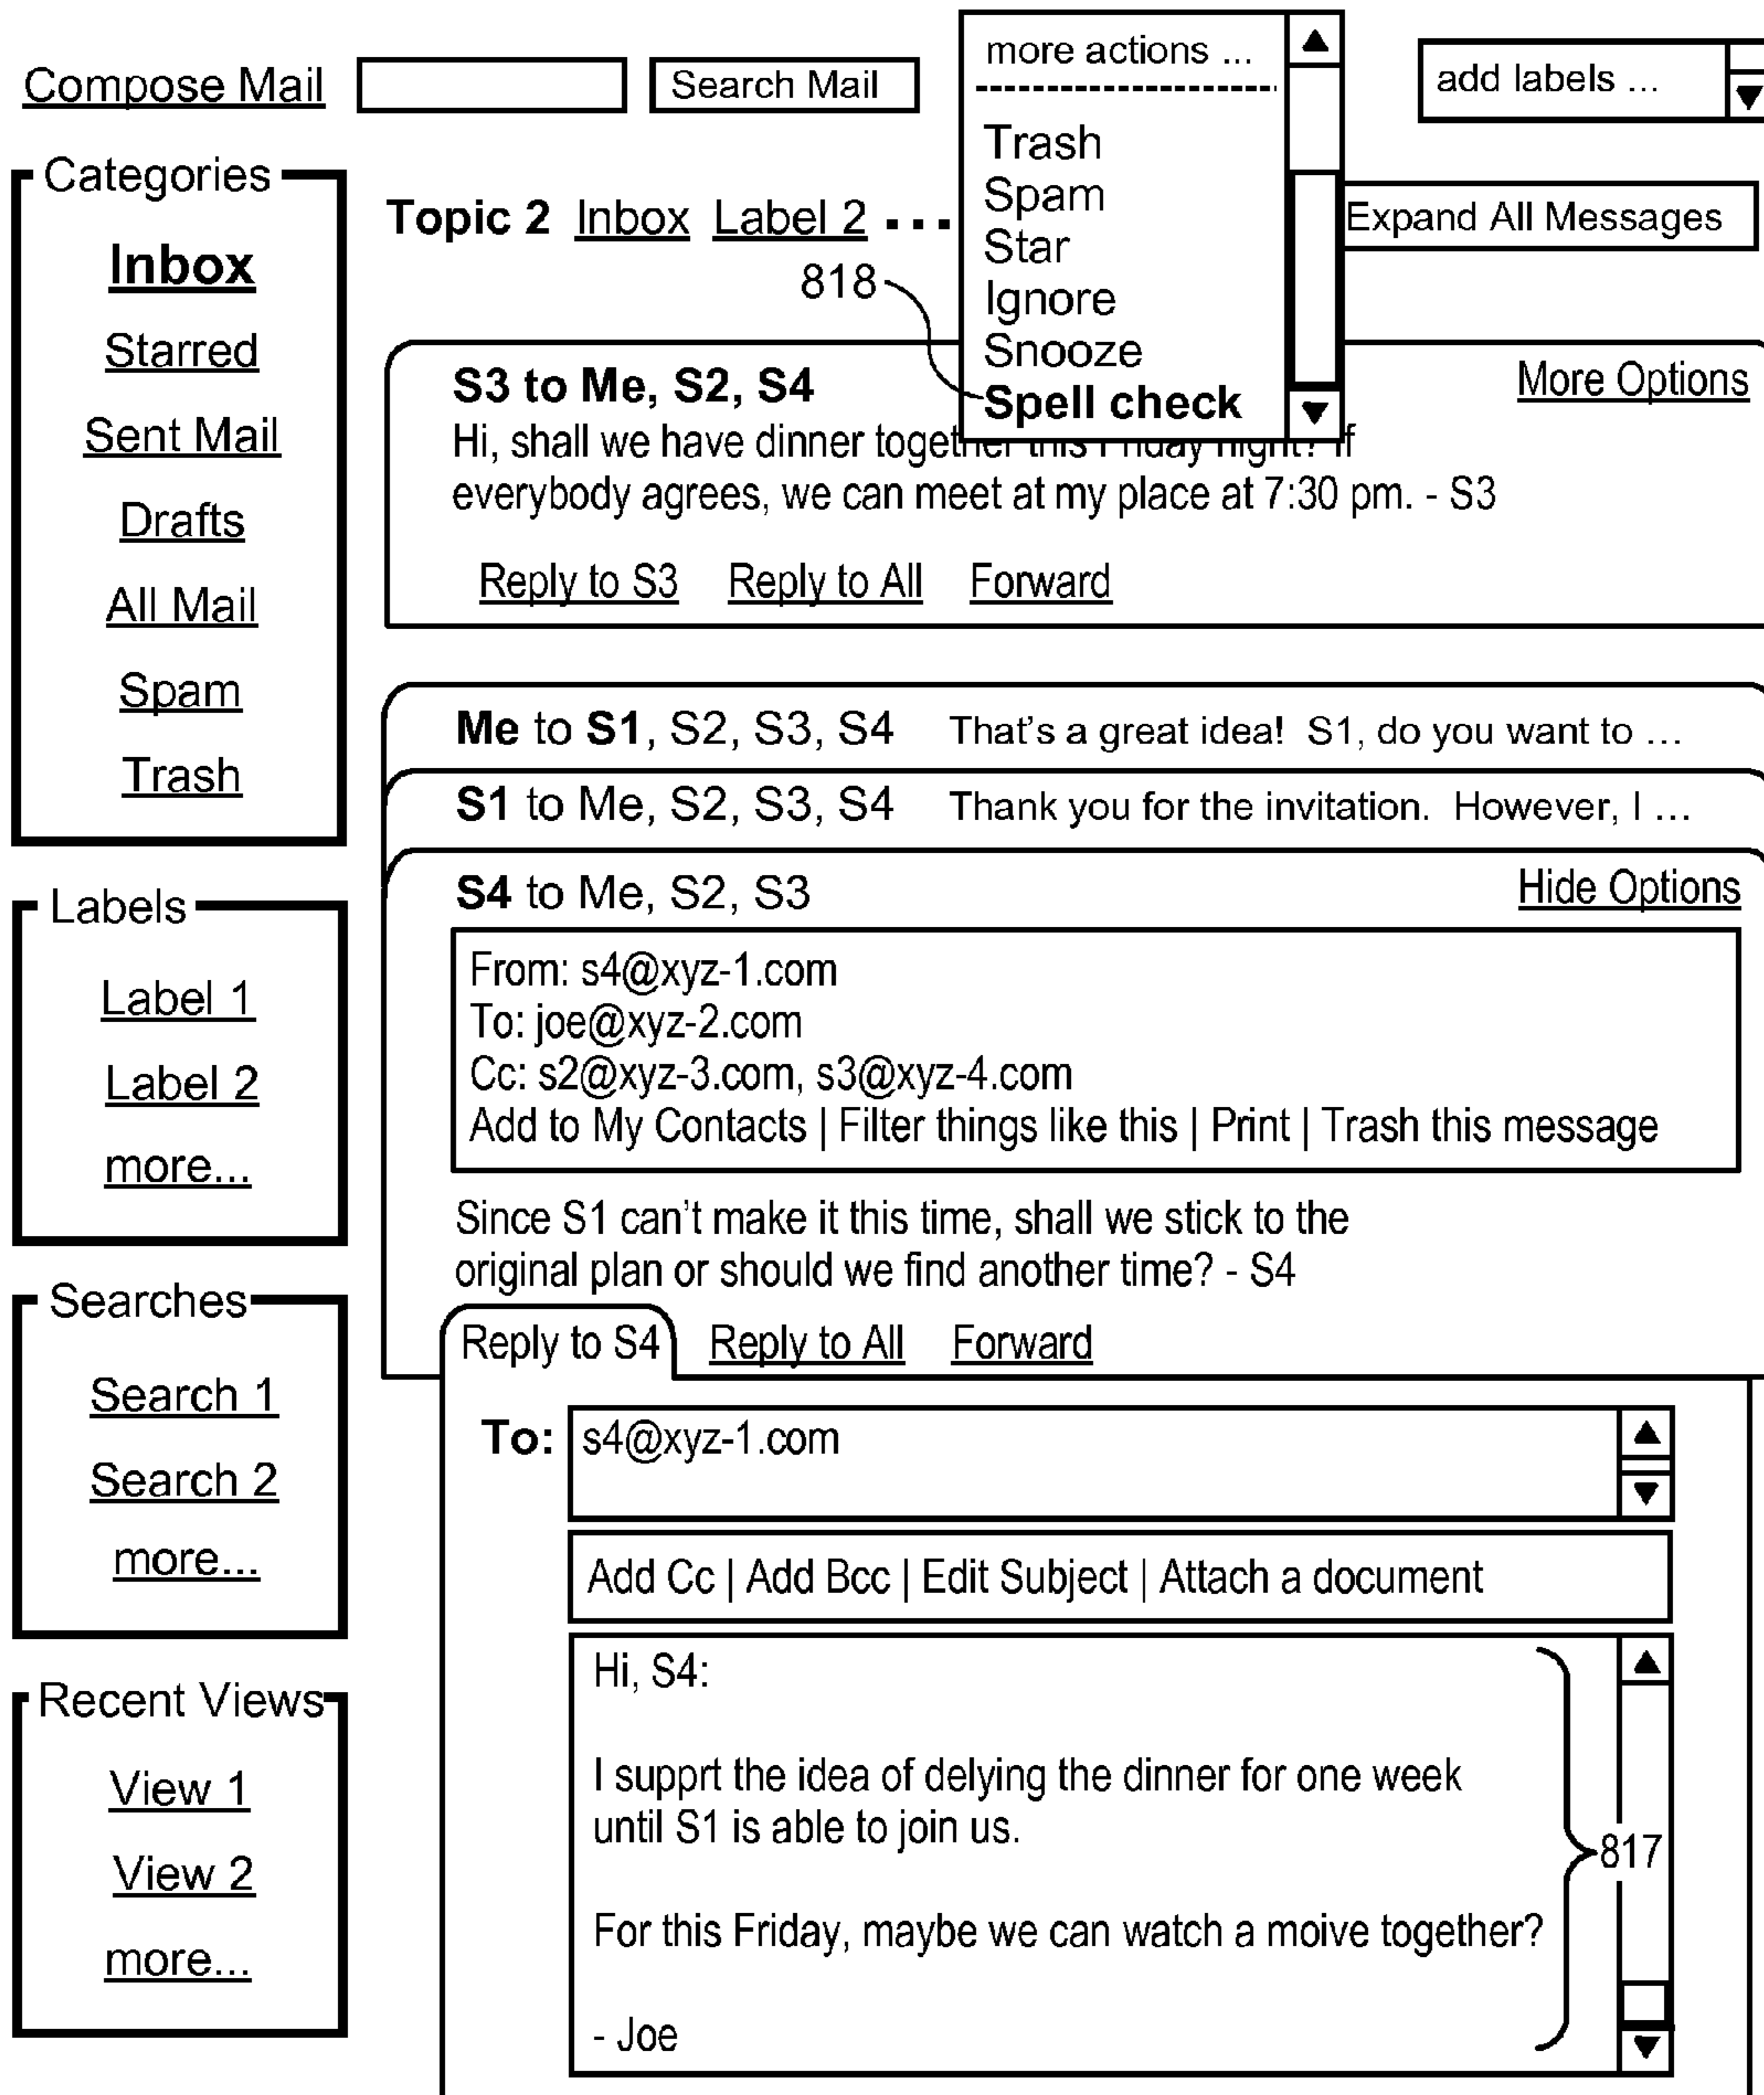 Compose Mail
Search Mail
more actions ...
Trash
Spam
Star
Ignore
Snooze
Spell check
add labels ...
Categories
Inbox
Starred
Sent Mail
Drafts
All Mail
Spam
Trash
Labels
Label 1
Label 2
more...
Searches
Search 1
Search 2
more...
Recent Views
View 1
View 2
more...
Topic 2 Inbox Label 2 ...
Expand All Messages
818
S3 to Me, S2, S4
More Options
Hi, shall we have dinner together this Friday night? If
everybody agrees, we can meet at my place at 7:30 pm. - S3
Reply to S3 Reply to All Forward
Me to S1, S2, S3, S4 That's a great idea! S1, do you want to ...
S1 to Me, S2, S3, S4 Thank you for the invitation. However, I ...
S4 to Me, S2, S3
Hide Options
From: s4@xyz-1.com
To: joe@xyz-2.com
Cc: s2@xyz-3.com, s3@xyz-4.com
Add to My Contacts | Filter things like this | Print | Trash this message
Since S1 can't make it this time, shall we stick to the
original plan or should we find another time? - S4
Reply to S4 Reply to All Forward
To: s4@xyz-1.com
Add Cc | Add Bcc | Edit Subject | Attach a document
Hi, S4:
I supprt the idea of delying the dinner for one week
until S1 is able to join us.
817
For this Friday, maybe we can watch a moive together?
- Joe